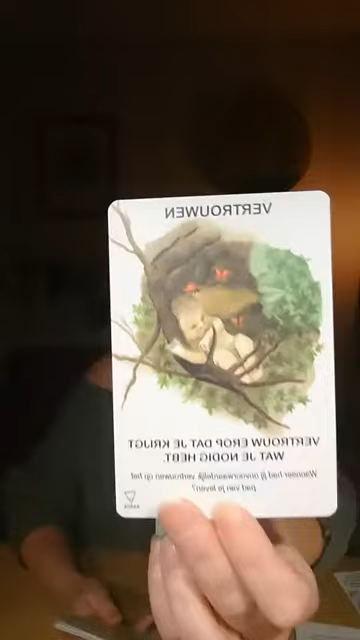 VERTROUWEN
VERTROUW EROP DAT JE KRIJGT
WAT JE NODIG HEBT.
Wanneer had jij onvoorwaardelijk vertrouwen op het
pad van je leven?
AARDE